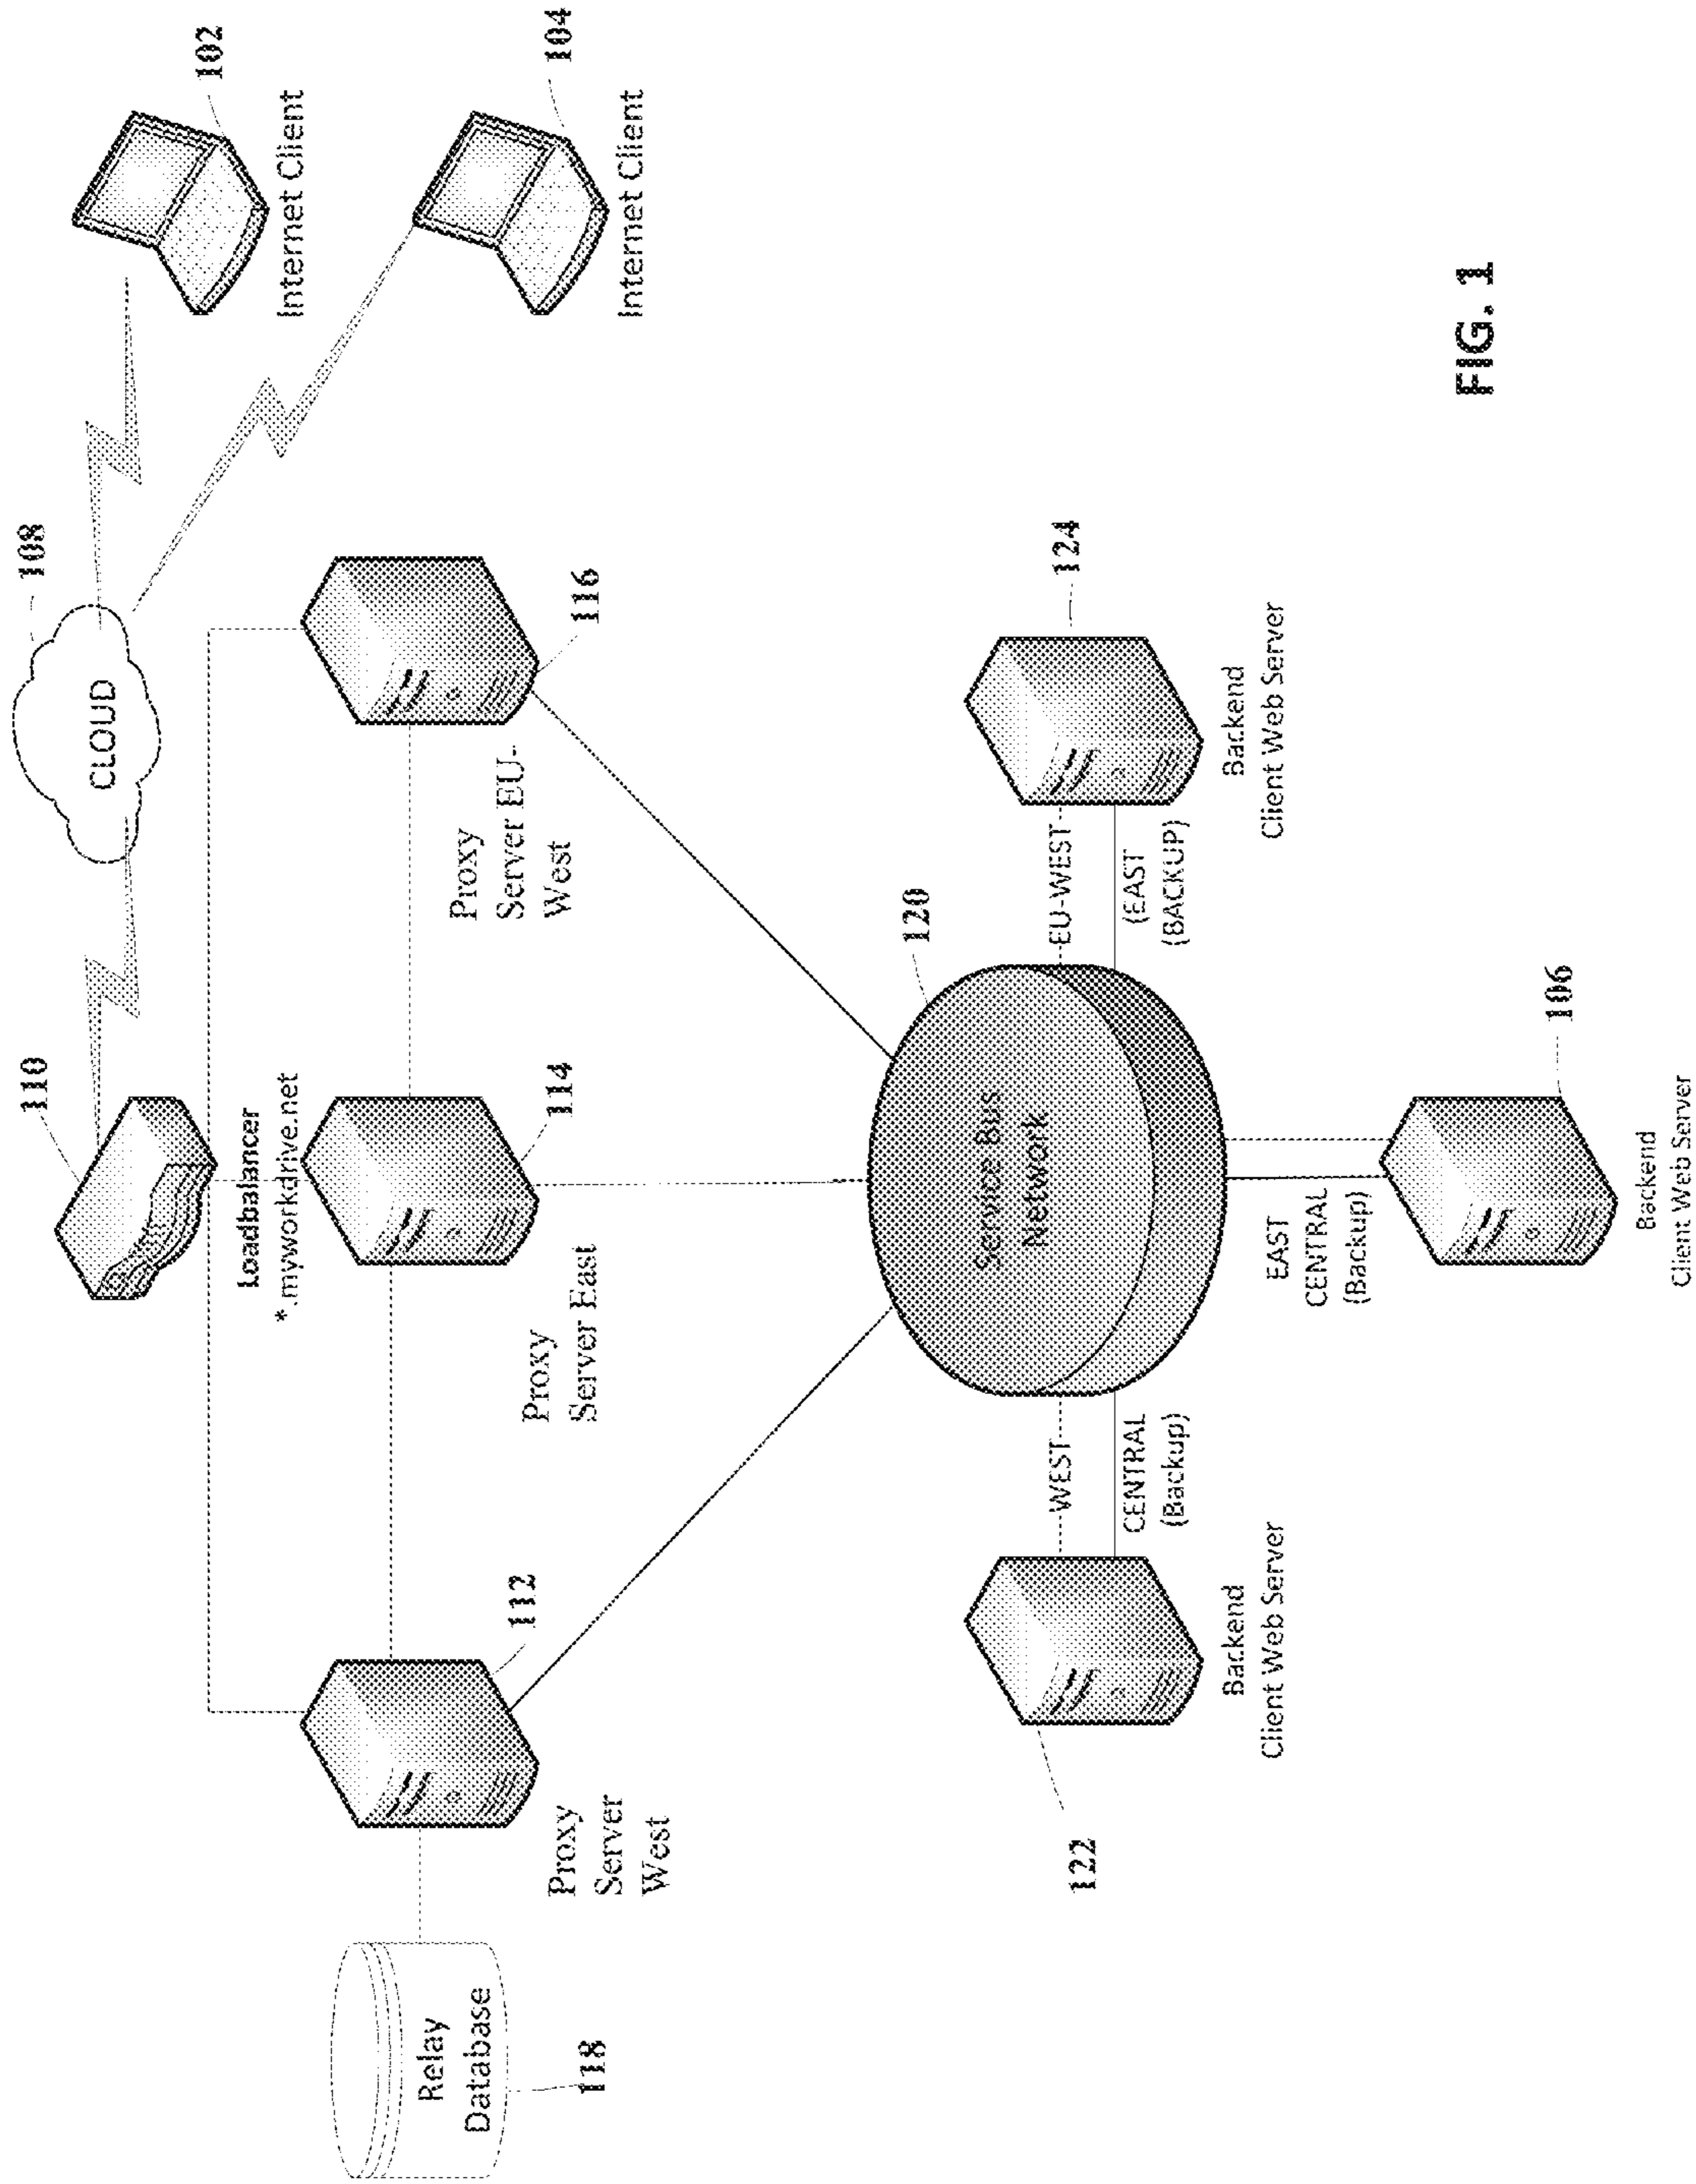 108
102
CLOUD
Internet Client
104
Internet Client
110
Loadbalancer
*.myworkdrive.net
116
Proxy
Server EU-
West
114
Proxy
Server East
112
Proxy
Server
West
Relay
Database
118
120
Service Bus
Network
124
EU-WEST
EAST
(BACKUP)
Backend
Client Web Server
WEST
CENTRAL
(Backup)
122
Backend
Client Web Server
EAST
CENTRAL
(Backup)
106
Backend
Client Web Server
FIG. 1